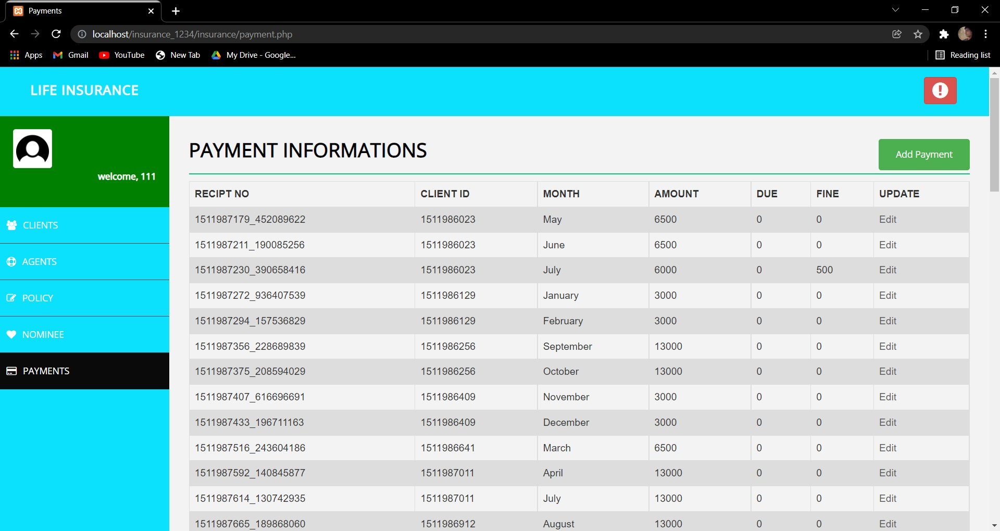 Payments
localhost/insurance_1234/insurance/payment.php
Apps Gmail YouTube New Tab My Drive - Google... Reading list
LIFE INSURANCE
welcome, 111
CLIENTS
AGENTS
POLICY
NOMINEE
PAYMENTS
PAYMENT INFORMATIONS
Add Payment
RECIPT NO CLIENT ID MONTH AMOUNT DUE FINE UPDATE
1511987179_452089622 1511986023 May 6500 0 0 Edit
1511987211_190085256 1511986023 June 6500 0 0 Edit
1511987230_390658416 1511986023 July 6000 0 500 Edit
1511987272_936407539 1511986129 January 3000 0 0 Edit
1511987294_157536829 1511986129 February 3000 0 0 Edit
1511987356_228689839 1511986256 September 13000 0 0 Edit
1511987375_208594029 1511986256 October 13000 0 0 Edit
1511987407_616696691 1511986409 November 3000 0 0 Edit
1511987433_196711163 1511986409 December 3000 0 0 Edit
1511987516_243604186 1511986641 March 6500 0 0 Edit
1511987592_140845877 1511987011 April 13000 0 0 Edit
1511987614_130742935 1511987011 July 13000 0 0 Edit
1511987665_189868060 1511986912 August 13000 0 0 Edit